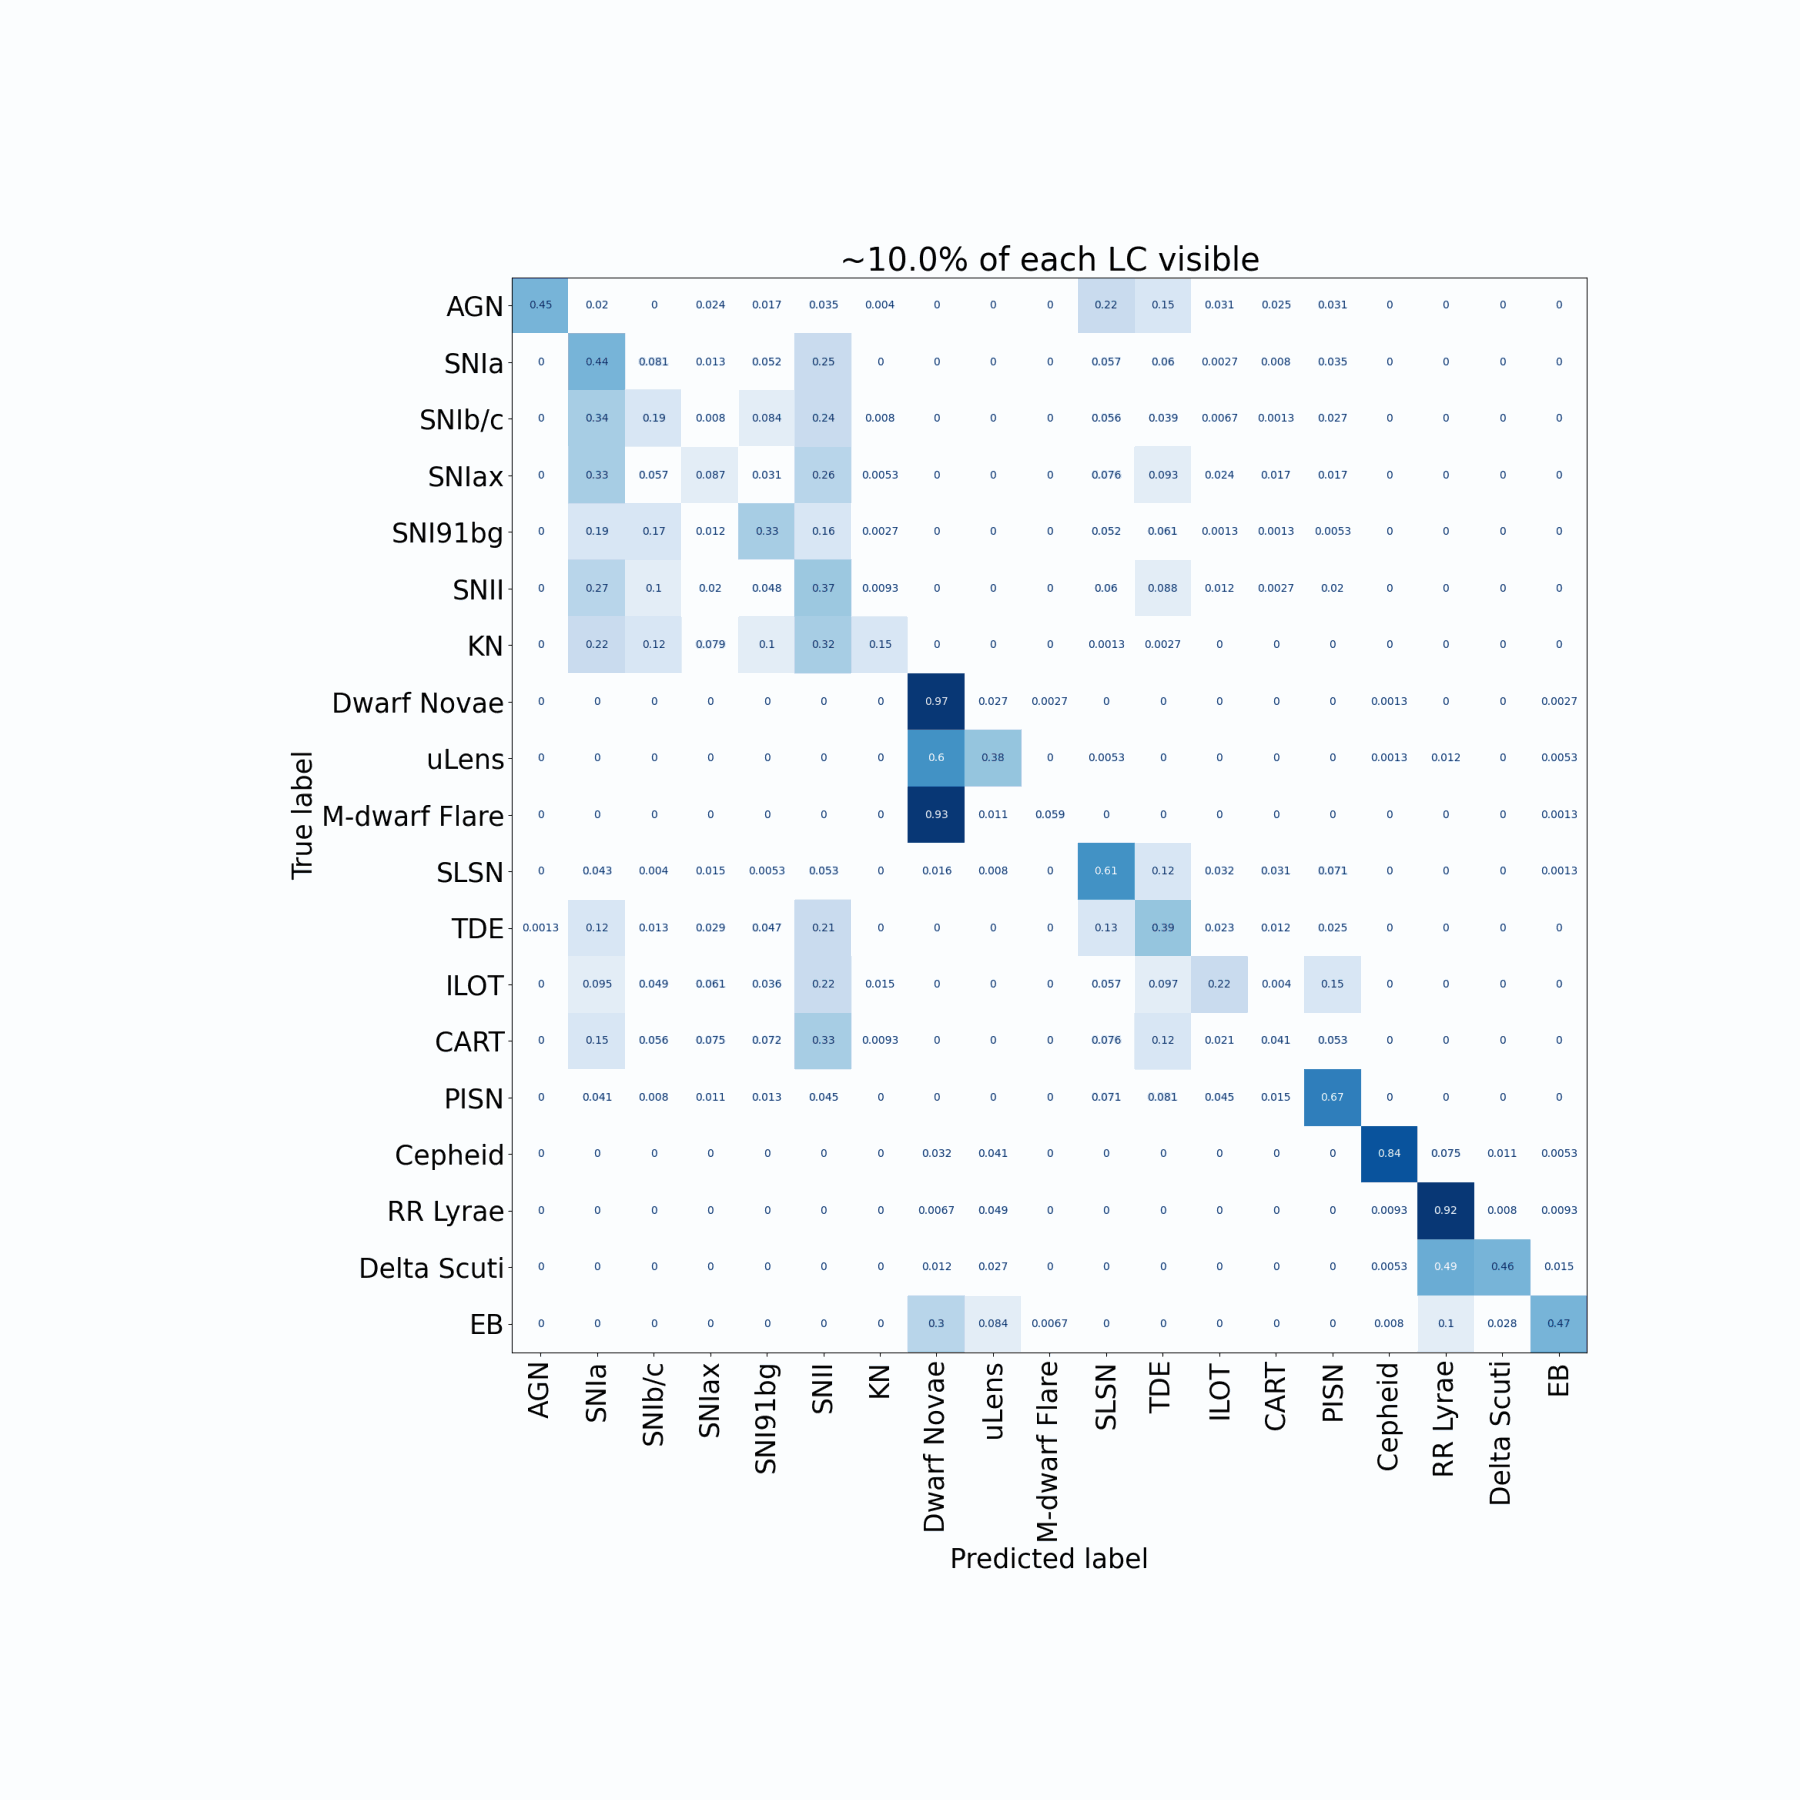 ~10.0% of each LC visible
AGN 0.45 0.02 0 0.024 0.017 0.035 0.004 0 0 0 0.22 0.15 0.031 0.025 0.031 0 0 0 0
SNIa 0 0.44 0.081 0.013 0.052 0.25 0 0 0 0 0.057 0.06 0.0027 0.008 0.035 0 0 0 0
SNIb/c 0 0.34 0.19 0.008 0.084 0.24 0.008 0 0 0 0.056 0.039 0.0067 0.0013 0.027 0 0 0 0
SNIax 0 0.33 0.057 0.087 0.031 0.26 0.0053 0 0 0 0.076 0.093 0.024 0.017 0.017 0 0 0 0
SNI91bg 0 0.19 0.17 0.012 0.33 0.16 0.0027 0 0 0 0.052 0.061 0.0013 0.0013 0.0053 0 0 0 0
SNII 0 0.27 0.1 0.02 0.048 0.37 0.0093 0 0 0 0.06 0.088 0.012 0.0027 0.02 0 0 0 0
KN 0 0.22 0.12 0.079 0.1 0.32 0.15 0 0 0 0.0013 0.0027 0 0 0 0 0 0 0
Dwarf Novae 0 0 0 0 0 0 0 0.97 0.027 0.0027 0 0 0 0 0 0.0013 0 0 0.0027
uLens 0 0 0 0 0 0 0 0.6 0.38 0 0.0053 0 0 0 0 0.0013 0.012 0 0.0053
M-dwarf Flare 0 0 0 0 0 0 0 0.93 0.011 0.059 0 0 0 0 0 0 0 0 0.0013
SLSN 0 0.043 0.004 0.015 0.0053 0.053 0 0.016 0.008 0 0.61 0.12 0.032 0.031 0.071 0 0 0 0.0013
TDE 0.0013 0.12 0.013 0.029 0.047 0.21 0 0 0 0 0.13 0.39 0.023 0.012 0.025 0 0 0 0
ILOT 0 0.095 0.049 0.061 0.036 0.22 0.015 0 0 0 0.057 0.097 0.22 0.004 0.15 0 0 0 0
CART 0 0.15 0.056 0.075 0.072 0.33 0.0093 0 0 0 0.076 0.12 0.021 0.041 0.053 0 0 0 0
PISN 0 0.041 0.008 0.011 0.013 0.045 0 0 0 0 0.071 0.081 0.045 0.015 0.67 0 0 0 0
Cepheid 0 0 0 0 0 0 0 0.032 0.041 0 0 0 0 0 0 0.84 0.075 0.011 0.0053
RR Lyrae 0 0 0 0 0 0 0 0.0067 0.049 0 0 0 0 0 0 0.0093 0.92 0.008 0.0093
Delta Scuti 0 0 0 0 0 0 0 0.012 0.027 0 0 0 0 0 0 0.0053 0.49 0.46 0.015
EB 0 0 0 0 0 0 0 0.3 0.084 0.0067 0 0 0 0 0 0.008 0.1 0.028 0.47
True label
AGN SNIa SNIb/c SNIax SNI91bg SNII KN Dwarf Novae uLens M-dwarf Flare SLSN TDE ILOT CART PISN Cepheid RR Lyrae Delta Scuti EB
Predicted label